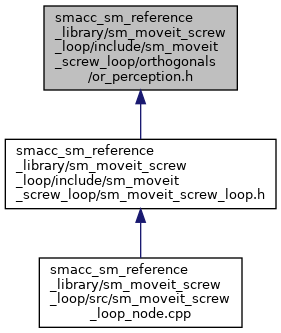 smacc_sm_reference
_library/sm_moveit_screw
_loop/include/sm_moveit
_screw_loop/orthogonals
/or_perception.h
smacc_sm_reference
_library/sm_moveit_screw
_loop/include/sm_moveit
_screw_loop/sm_moveit_screw_loop.h
smacc_sm_reference
_library/sm_moveit_screw
_loop/src/sm_moveit_screw
_loop_node.cpp